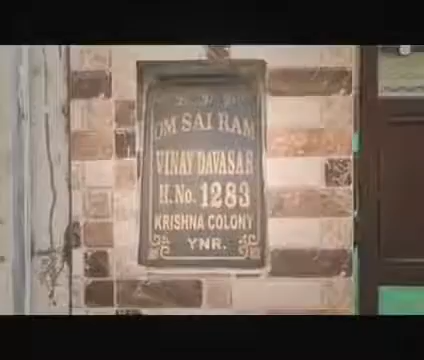 OM SAI RAM
VINAY DAVASAR
H.No. 1283
KRISHNA COLONY
YNR.